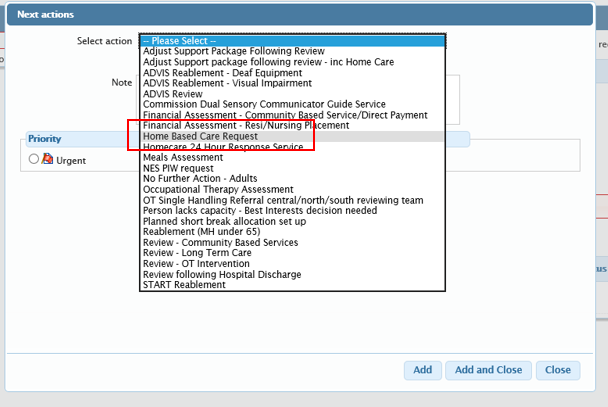 Next actions
Select action
-- Please Select --
Adjust Support Package Following Review
Adjust Support package following review - inc Home Care
Note
ADVIS Reablement - Deaf Equipment
ADVIS Reablement - Visual Impairment
ADVIS Review
Commission Dual Sensory Communicator Guide Service
Financial Assessment - Community Based Service/Direct Payment
Financial Assessment - Resi/Nursing Placement
Home Based Care Request
Homecare 24 Hour Response Service
Meals Assessment
NES PIW request
No Further Action - Adults
Occupational Therapy Assessment
OT Single Handling Referral central/north/south reviewing team
Person lacks capacity - Best Interests decision needed
Planned short break allocation set up
Reablement (MH under 65)
Review - Community Based Services
Review - Long Term Care
Review - OT Intervention
Review following Hospital Discharge
START Reablement
Priority
Urgent
Add
Add and Close
Close